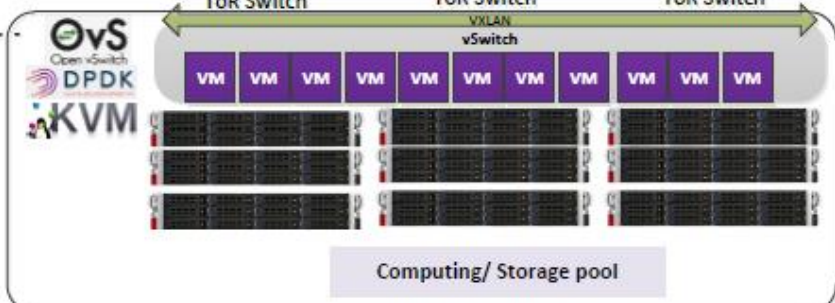 ToR Switch ToR Switch ToR Switch
VXLAN
vSwitch
OvS
Open vSwitch
DPDK
KVM
VM VM VM VM VM VM VM VM VM VM VM
Computing/ Storage pool